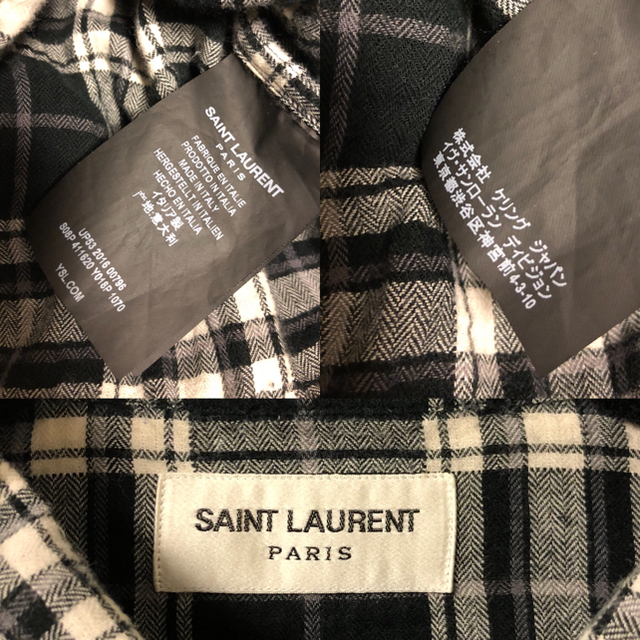 SAINT LAURENT
PARIS
FABRIQUE EN ITALIE
PRODOTTO IN ITALIA
MADE IN ITALY
HERGESTELLT IN ITALIEN
HECHO EN ITALIA
イタリア製
产地:意大利
UP83 2016 00796
S08P 411620 Y016P 1070
YSL.COM
株式会社 ケリング ジャパン
イヴ・サンローラン ディビジョン
東京都渋谷区神宮前4-3-10
SAINT LAURENT
PARIS